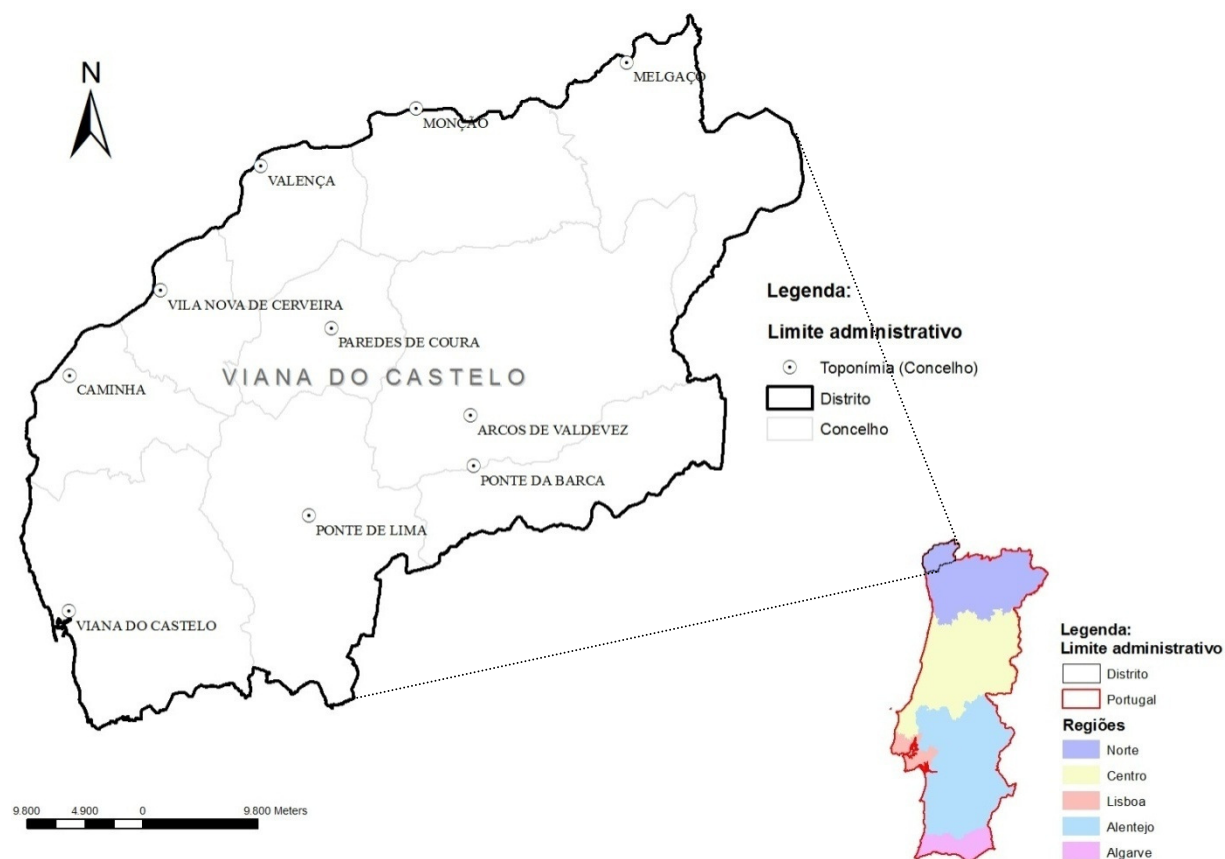 N
MELGAÇO
MONÇÃO
VALENÇA
VILA NOVA DE CERVEIRA
PAREDES DE COURA
VIANA DO CASTELO
CAMINHA
ARCOS DE VALDEVEZ
PONTE DA BARCA
PONTE DE LIMA
VIANA DO CASTELO
Legenda:
Limite administrativo
Toponímia (Concelho)
Distrito
Concelho
9.800 4.900 0 9.800 Meters
Legenda:
Limite administrativo
Distrito
Portugal
Regiões
Norte
Centro
Lisboa
Alentejo
Algarve